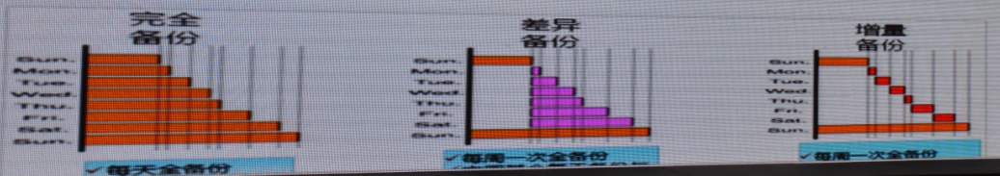 完全
备份
Sun.
Mon.
Tue.
Wed.
Thu.
Fri.
Sat.
Sun.
✓每天全备份
差异
备份
Sun.
Mon.
Tue.
Wed.
Thu.
Fri.
Sat.
Sun.
✓每周一次全备份
增量
备份
Sun.
Mon.
Tue.
Wed.
Thu.
Fri.
Sat.
Sun.
✓每周一次全备份